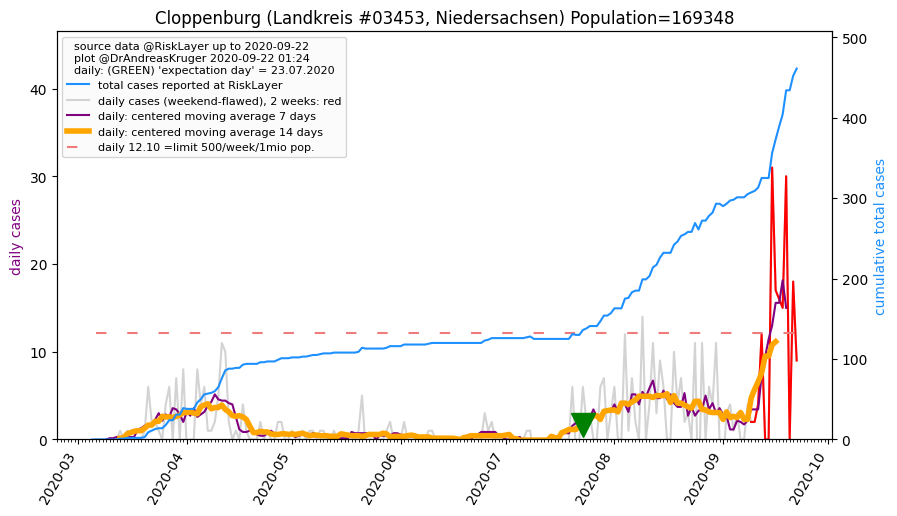 Cloppenburg (Landkreis #03453, Niedersachsen) Population=169348
source data @RiskLayer up to 2020-09-22
plot @DrAndreasKruger 2020-09-22 01:24
daily: (GREEN) 'expectation day' = 23.07.2020
total cases reported at RiskLayer
daily cases (weekend-flawed), 2 weeks: red
daily: centered moving average 7 days
daily: centered moving average 14 days
daily 12.10 =limit 500/week/1mio pop.
daily cases
40
30
20
10
0
cumulative total cases
500
400
300
200
100
0
2020-03
2020-04
2020-05
2020-06
2020-07
2020-08
2020-09
2020-10